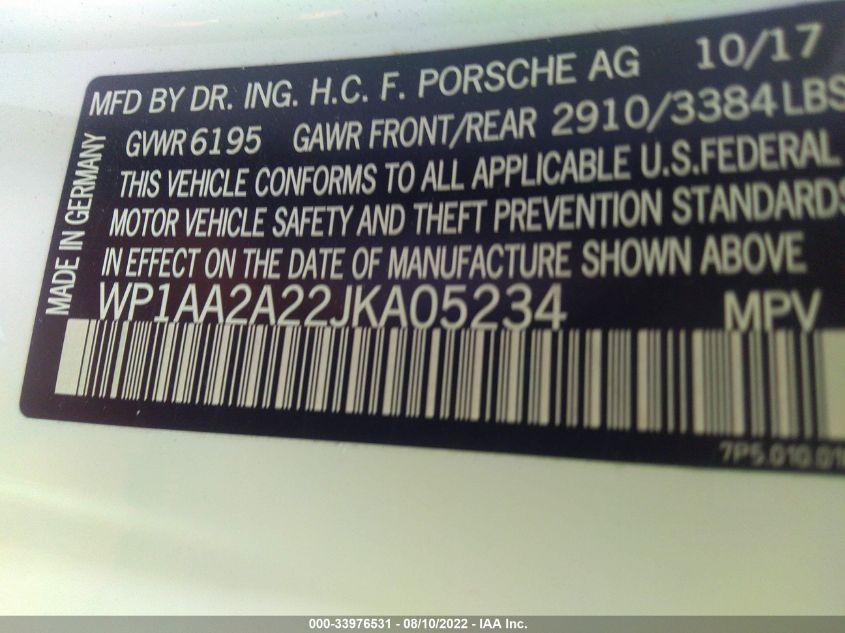 MFD BY DR. ING. H.C. F. PORSCHE AG 10/17
GVWR 6195 GAWR FRONT/REAR 2910/3384 LBS
THIS VEHICLE CONFORMS TO ALL APPLICABLE U.S.FEDERAL
MOTOR VEHICLE SAFETY AND THEFT PREVENTION STANDARDS
IN EFFECT ON THE DATE OF MANUFACTURE SHOWN ABOVE
MADE IN GERMANY
WP1AA2A22JKA05234 MPV
000-33976531 - 08/10/2022 - IAA Inc.